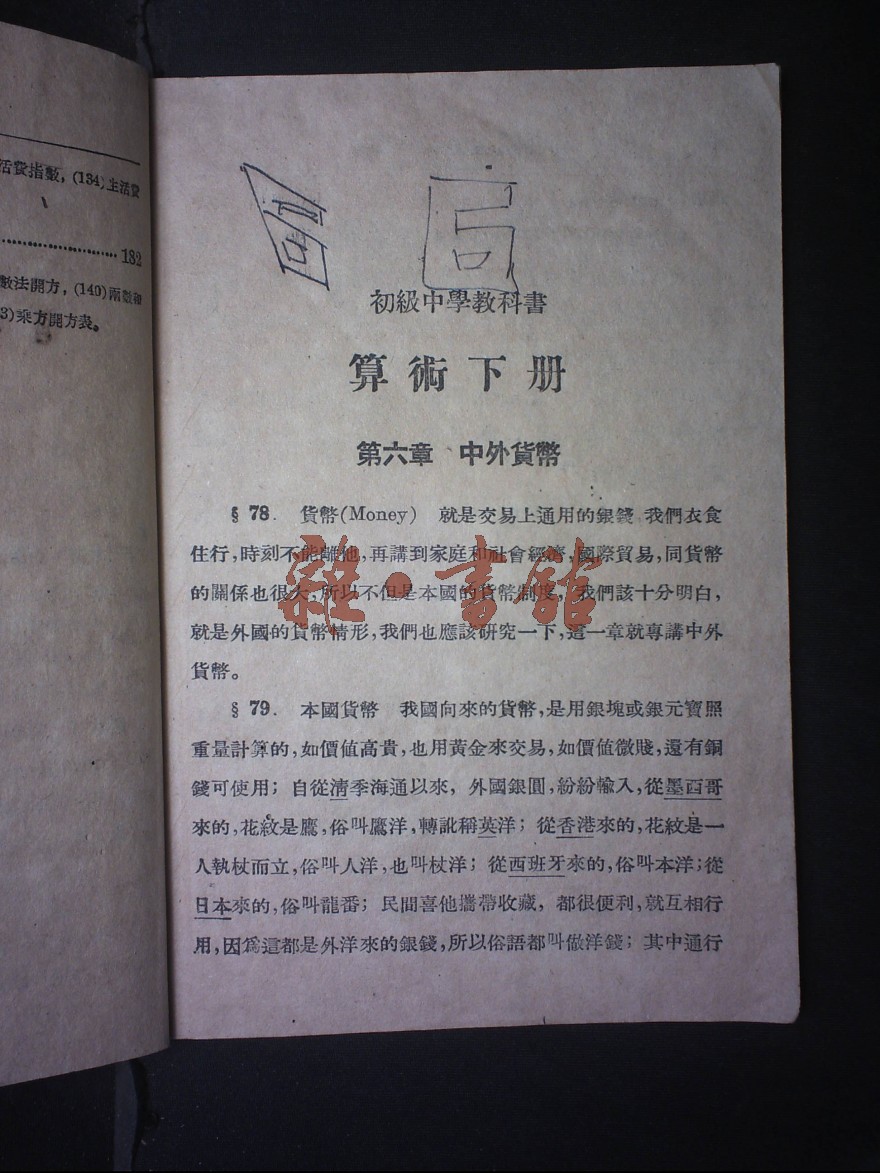 活費指數，(134)生活費
182
數法開方，(140)兩數和
3)乘方開方表。
初級中學教科書
算術下册
第六章　中外貨幣
§ 78.　貨幣(Money)　就是交易上通用的銀錢　我們衣食
住行，時刻不能離他，再講到家庭和社會經濟，國際貿易，同貨幣
的關係也很大，所以不但是本國的貨幣制度，我們該十分明白，
就是外國的貨幣情形，我們也應該研究一下，這一章就專講中外
貨幣。
§ 79.　本國貨幣　我國向來的貨幣，是用銀塊或銀元寶照
重量計算的，如價值高貴，也用黃金來交易，如價值微賤，還有銅
錢可使用；自從清季海通以來，外國銀圓，紛紛輸入，從墨西哥
來的，花紋是鷹，俗叫鷹洋，轉訛稱英洋；從香港來的，花紋是一
人執杖而立，俗叫人洋，也叫杖洋；從西班牙來的，俗叫本洋；從
日本來的，俗叫龍番；民間喜他攜帶收藏，都很便利，就互相行
用，因爲這都是外洋來的銀錢，所以俗語都叫做洋錢；其中通行
雜·書館